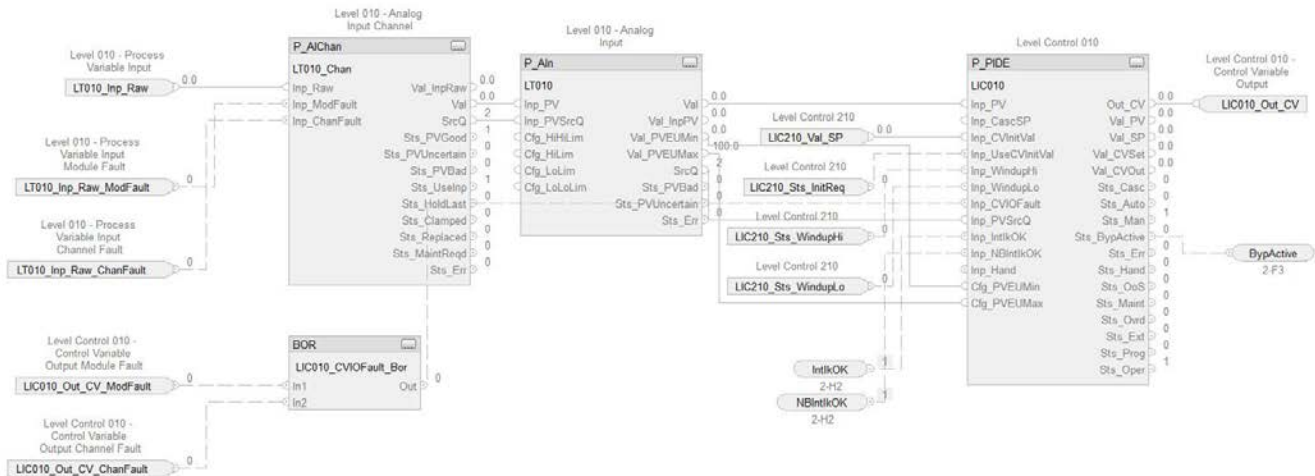 Level 010 - Analog
Input Channel
P_AIChan
LT010_Chan
Inp_Raw
Inp_ModFault
Inp_ChanFault
Val_InpRaw
Val
SrcQ
Sts_PVGood
Sts_PVUncertain
Sts_PVBad
Sts_UseInp
Sts_HoldLast
Sts_Clamped
Sts_Replaced
Sts_MaintReqd
Sts_Err
0.0
0.0
2
1
0
0
1
0
0
0
0
0
Level 010 - Process
Variable Input
LT010_Inp_Raw
0.0
Level 010 - Process
Variable Input
Module Fault
LT010_Inp_Raw_ModFault
0
Level 010 - Process
Variable Input
Channel Fault
LT010_Inp_Raw_ChanFault
0
Level Control 010 -
Control Variable
Output Module Fault
LIC010_Out_CV_ModFault
0
Level Control 010 -
Control Variable
Output Channel Fault
LIC010_Out_CV_ChanFault
0
BOR
LIC010_CVIOFault_Bor
In1
In2
Out
0
Level 010 - Analog
Input
P_AIn
LT010
Inp_PV
Inp_PVSrcQ
Cfg_HiHiLim
Cfg_HiLim
Cfg_LoLim
Cfg_LoLoLim
Val
Val_InpPV
Val_PVEUMin
Val_PVEUMax
SrcQ
Sts_PVBad
Sts_PVUncertain
Sts_Err
0.0
0.0
0.0
100.0
2
0
0
0
Level Control 210
LIC210_Val_SP
0.0
Level Control 210
LIC210_Sts_InitReq
0
Level Control 210
LIC210_Sts_WindupHi
0
Level Control 210
LIC210_Sts_WindupLo
0
IntlkOK
1
2-H2
NBIntlkOK
1
2-H2
Level Control 010
P_PIDE
LIC010
Inp_PV
Inp_CascSP
Inp_CVInitVal
Inp_UseCVInitVal
Inp_WindupHi
Inp_WindupLo
Inp_CVIOFault
Inp_PVSrcQ
Inp_IntlkOK
Inp_NBIntlkOK
Inp_Hand
Cfg_PVEUMin
Cfg_PVEUMax
Out_CV
Val_PV
Val_SP
Val_CVSet
Val_CVOut
Sts_Casc
Sts_Auto
Sts_Man
Sts_BypActive
Sts_Err
Sts_Hand
Sts_OoS
Sts_Maint
Sts_Ovrd
Sts_Ext
Sts_Prog
Sts_Oper
0.0
0.0
0.0
0.0
0.0
0
0
1
0
0
0
0
0
0
0
0
1
Level Control 010 -
Control Variable
Output
LIC010_Out_CV
BypActive
2-F3